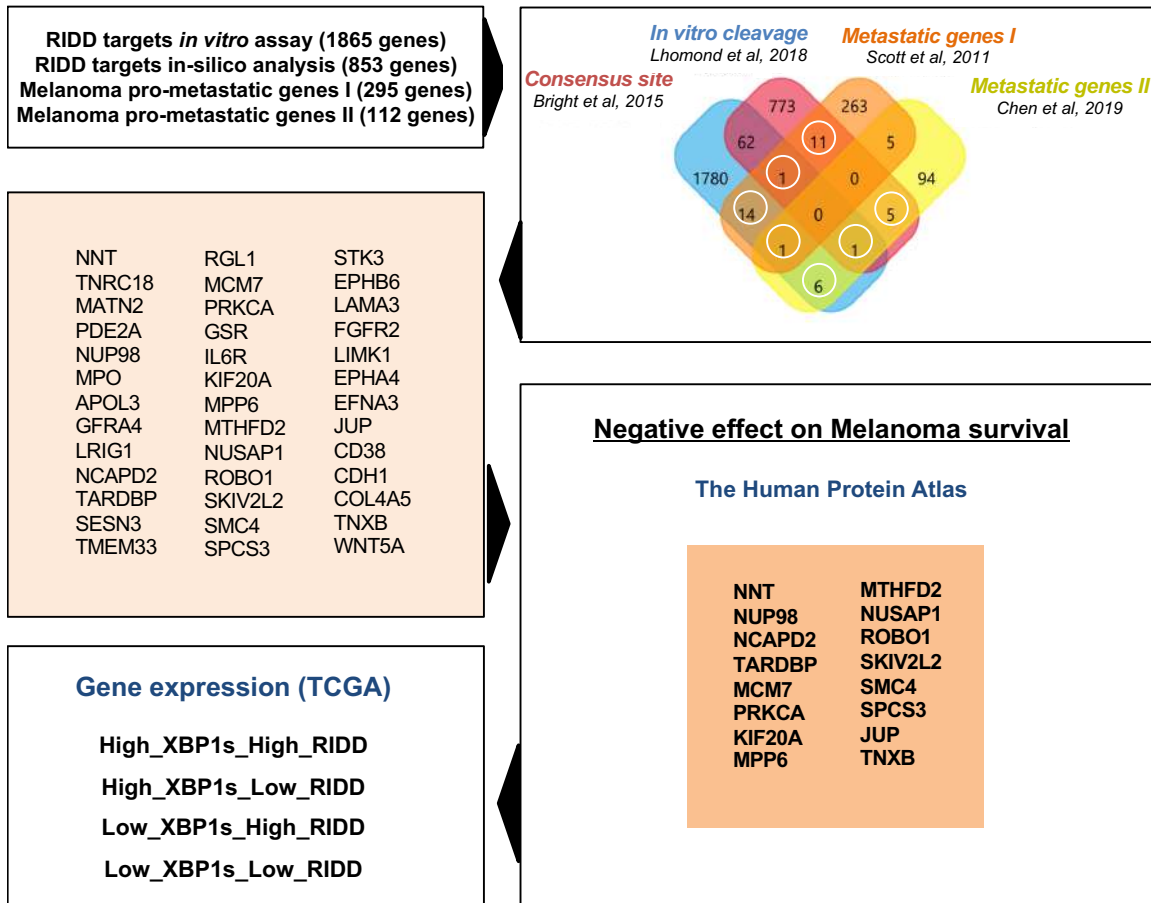 RIDD targets in vitro assay (1865 genes)
RIDD targets in-silico analysis (853 genes)
Melanoma pro-metastatic genes I (295 genes)
Melanoma pro-metastatic genes II (112 genes)
In vitro cleavage
Lhomond et al, 2018
Metastatic genes I
Scott et al, 2011
Consensus site
Bright et al, 2015
Metastatic genes II
Chen et al, 2019
773 263
62 11 5
1780 1 0 94
14 0 5
1 1
6
NNT RGL1 STK3
TNRC18 MCM7 EPHB6
MATN2 PRKCA LAMA3
PDE2A GSR FGFR2
NUP98 IL6R LIMK1
MPO KIF20A EPHA4
APOL3 MPP6 EFNA3
GFRA4 MTHFD2 JUP
LRIG1 NUSAP1 CD38
NCAPD2 ROBO1 CDH1
TARDBP SKIV2L2 COL4A5
SESN3 SMC4 TNXB
TMEM33 SPCS3 WNT5A
Negative effect on Melanoma survival
The Human Protein Atlas
NNT MTHFD2
NUP98 NUSAP1
NCAPD2 ROBO1
TARDBP SKIV2L2
MCM7 SMC4
PRKCA SPCS3
KIF20A JUP
MPP6 TNXB
Gene expression (TCGA)
High_XBP1s_High_RIDD
High_XBP1s_Low_RIDD
Low_XBP1s_High_RIDD
Low_XBP1s_Low_RIDD